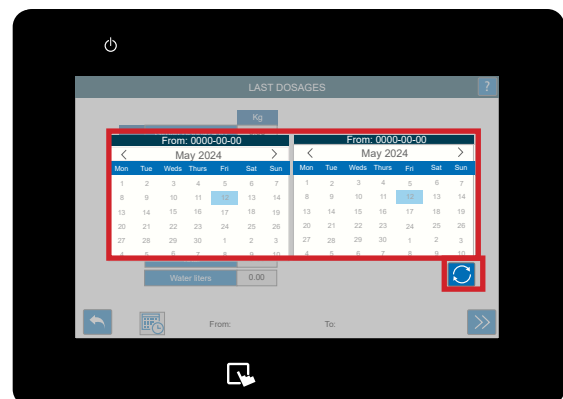 LAST DOSAGES
?
Kg
From: 0000-00-00
< May 2024 >
Mon Tue Weds Thurs Fri Sat Sun
1 2 3 4 5 6 7
8 9 10 11 12 13 14
13 14 15 16 17 18 19
20 21 22 23 24 25 26
27 28 29 30 1 2 3
4 5 6 7 8 9 10
From: 0000-00-00
< May 2024 >
Mon Tue Weds Thurs Fri Sat Sun
1 2 3 4 5 6 7
8 9 10 11 12 13 14
13 14 15 16 17 18 19
20 21 22 23 24 25 26
27 28 29 30 1 2 3
4 5 6 7 8 9 10
Water liters 0.00
From: To: